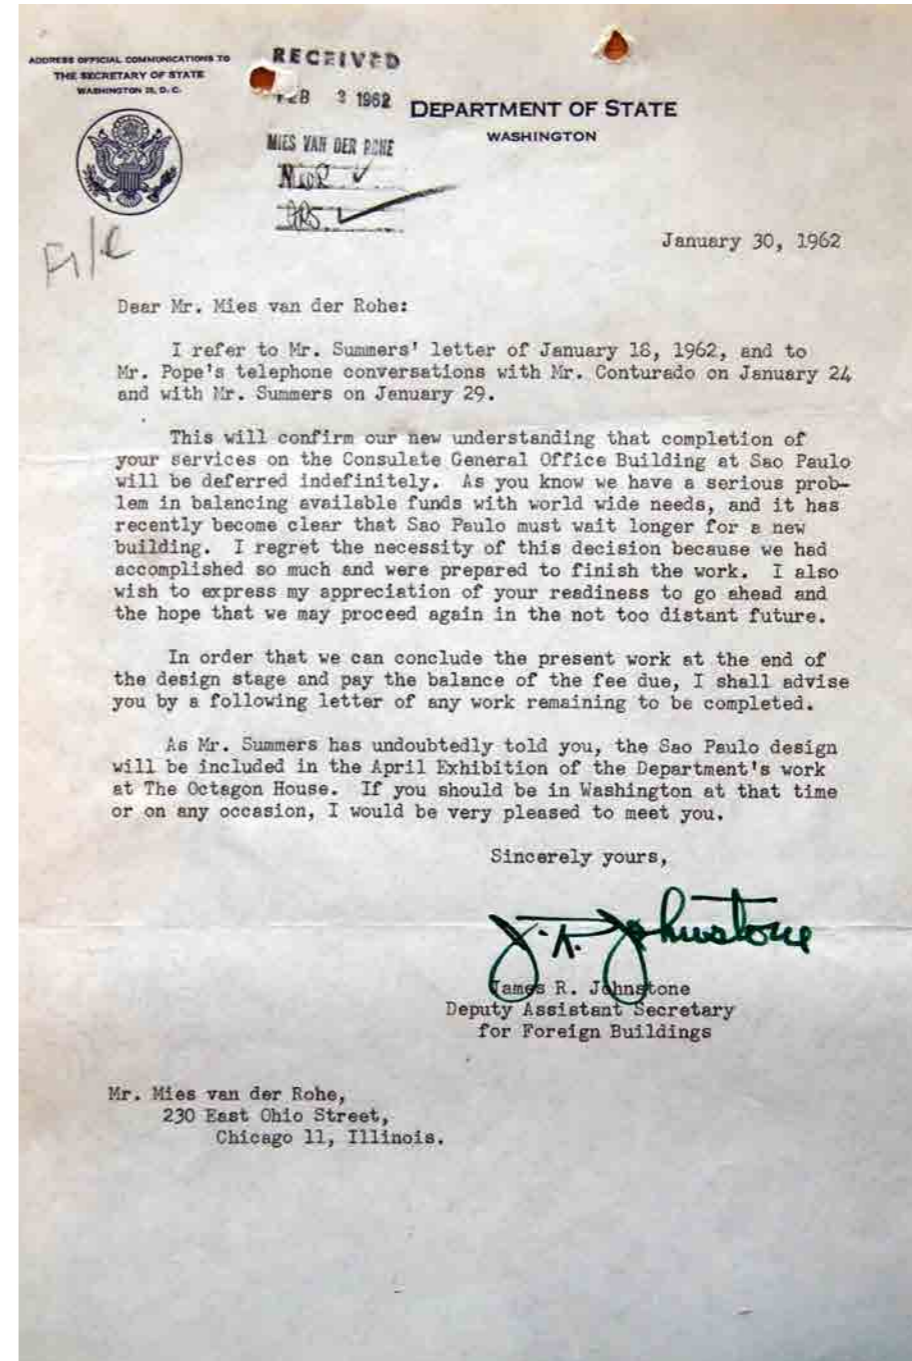 ADDRESS OFFICIAL COMMUNICATIONS TO
THE SECRETARY OF STATE
WASHINGTON 25, D. C.
RECEIVED
FEB 3 1962
MIES VAN DER ROHE
DEPARTMENT OF STATE
WASHINGTON
File
January 30, 1962
Dear Mr. Mies van der Rohe:
I refer to Mr. Summers' letter of January 18, 1962, and to
Mr. Pope's telephone conversations with Mr. Conturado on January 24
and with Mr. Summers on January 29.
This will confirm our new understanding that completion of
your services on the Consulate General Office Building at Sao Paulo
will be deferred indefinitely. As you know we have a serious prob-
lem in balancing available funds with world wide needs, and it has
recently become clear that Sao Paulo must wait longer for a new
building. I regret the necessity of this decision because we had
accomplished so much and were prepared to finish the work. I also
wish to express my appreciation of your readiness to go ahead and
the hope that we may proceed again in the not too distant future.
In order that we can conclude the present work at the end of
the design stage and pay the balance of the fee due, I shall advise
you by a following letter of any work remaining to be completed.
As Mr. Summers has undoubtedly told you, the Sao Paulo design
will be included in the April Exhibition of the Department's work
at The Octagon House. If you should be in Washington at that time
or on any occasion, I would be very pleased to meet you.
Sincerely yours,
J. R. Johnstone
James R. Johnstone
Deputy Assistant Secretary
for Foreign Buildings
Mr. Mies van der Rohe,
230 East Ohio Street,
Chicago 11, Illinois.